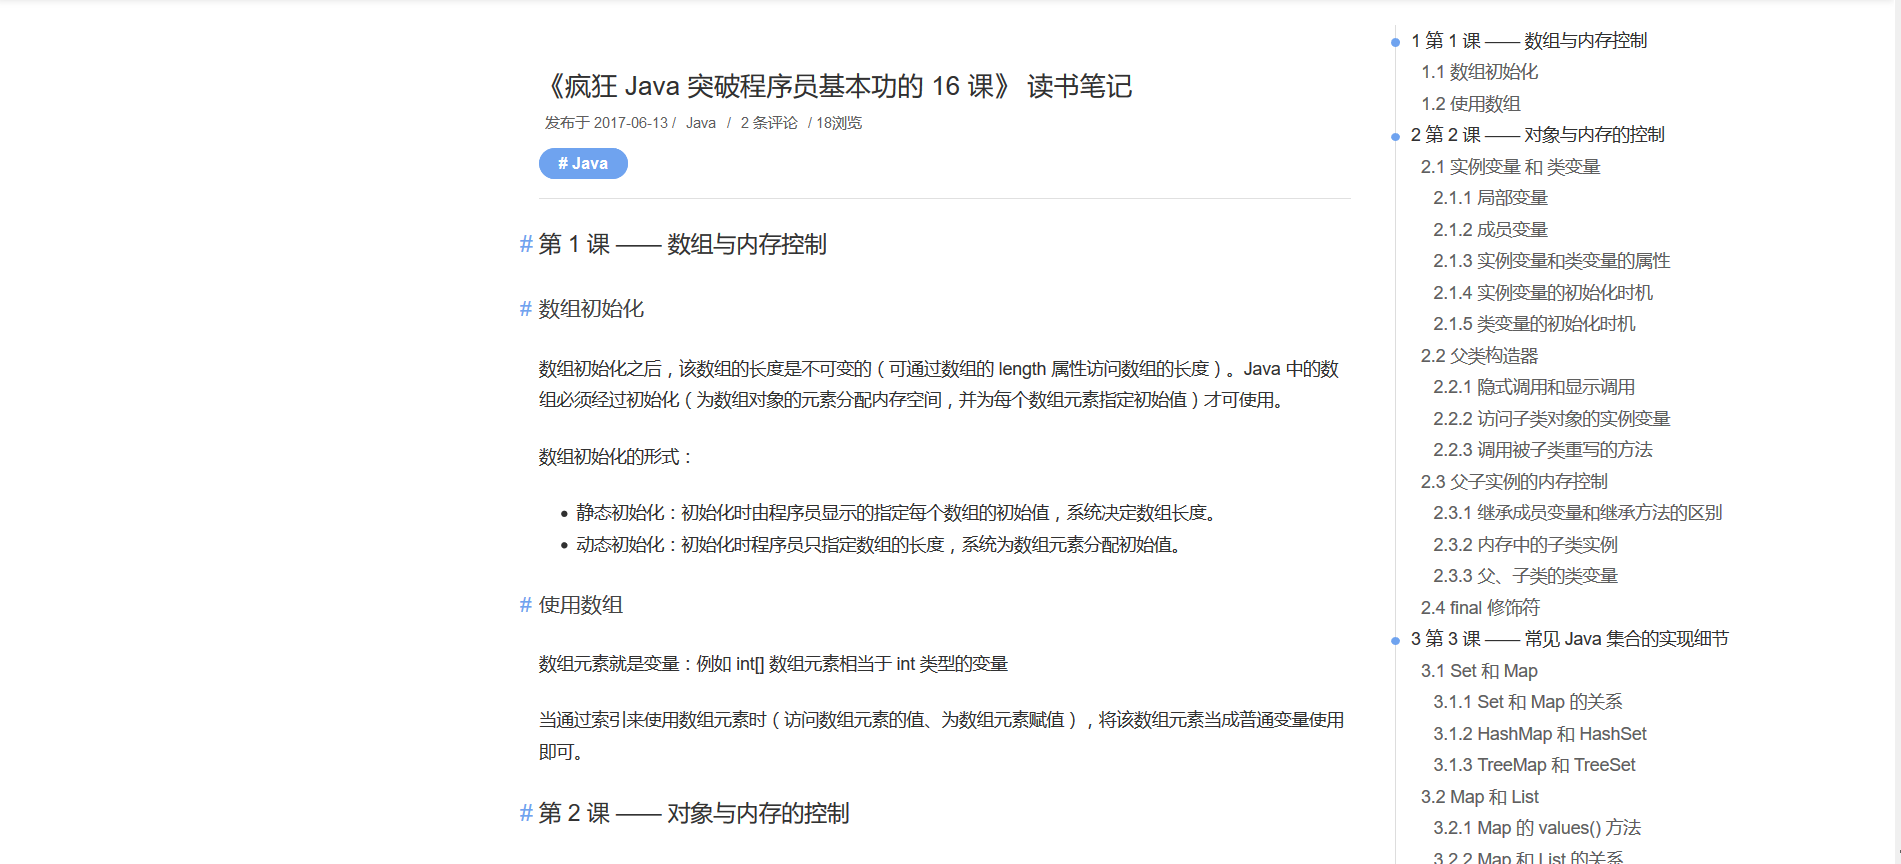 《疯狂 Java 突破程序员基本功的 16 课》 读书笔记
发布于 2017-06-13 / Java / 2 条评论 / 18浏览
# Java
# 第 1 课 —— 数组与内存控制
# 数组初始化
数组初始化之后，该数组的长度是不可变的（可通过数组的 length 属性访问数组的长度）。Java 中的数
组必须经过初始化（为数组对象的元素分配内存空间，并为每个数组元素指定初始值）才可使用。
数组初始化的形式：
• 静态初始化：初始化时由程序员显示的指定每个数组的初始值，系统决定数组长度。
• 动态初始化：初始化时程序员只指定数组的长度，系统为数组元素分配初始值。
# 使用数组
数组元素就是变量：例如 int[] 数组元素相当于 int 类型的变量
当通过索引来使用数组元素时（访问数组元素的值、为数组元素赋值），将该数组元素当成普通变量使用
即可。
# 第 2 课 —— 对象与内存的控制
1 第 1 课 —— 数组与内存控制
1.1 数组初始化
1.2 使用数组
2 第 2 课 —— 对象与内存的控制
2.1 实例变量 和 类变量
2.1.1 局部变量
2.1.2 成员变量
2.1.3 实例变量和类变量的属性
2.1.4 实例变量的初始化时机
2.1.5 类变量的初始化时机
2.2 父类构造器
2.2.1 隐式调用和显示调用
2.2.2 访问子类对象的实例变量
2.2.3 调用被子类重写的方法
2.3 父子实例的内存控制
2.3.1 继承成员变量和继承方法的区别
2.3.2 内存中的子类实例
2.3.3 父、子类的类变量
2.4 final 修饰符
3 第 3 课 —— 常见 Java 集合的实现细节
3.1 Set 和 Map
3.1.1 Set 和 Map 的关系
3.1.2 HashMap 和 HashSet
3.1.3 TreeMap 和 TreeSet
3.2 Map 和 List
3.2.1 Map 的 values() 方法
3.2.2 Map 和 List 的关系